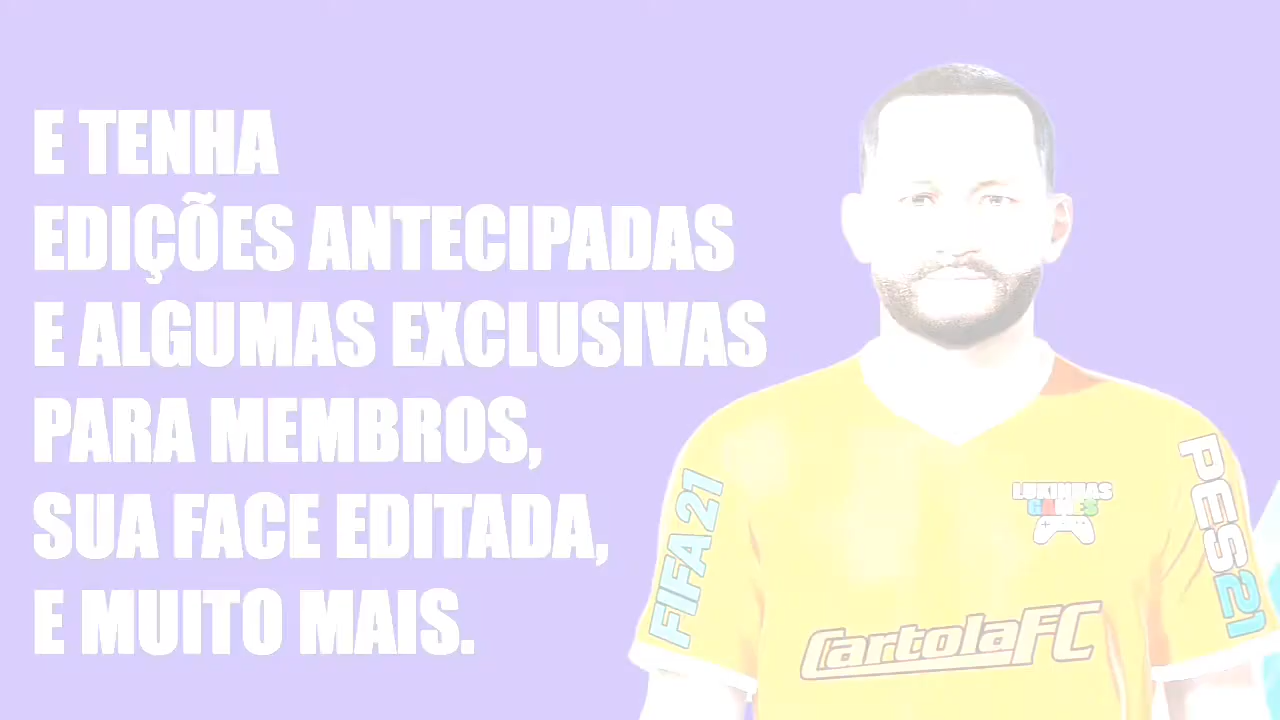 E TENHA
EDIÇÕES ANTECIPADAS
E ALGUMAS EXCLUSIVAS
PARA MEMBROS,
SUA FACE EDITADA,
E MUITO MAIS.
FIFA21
LUKINHAS
GAMES
PES21
CartolaFC